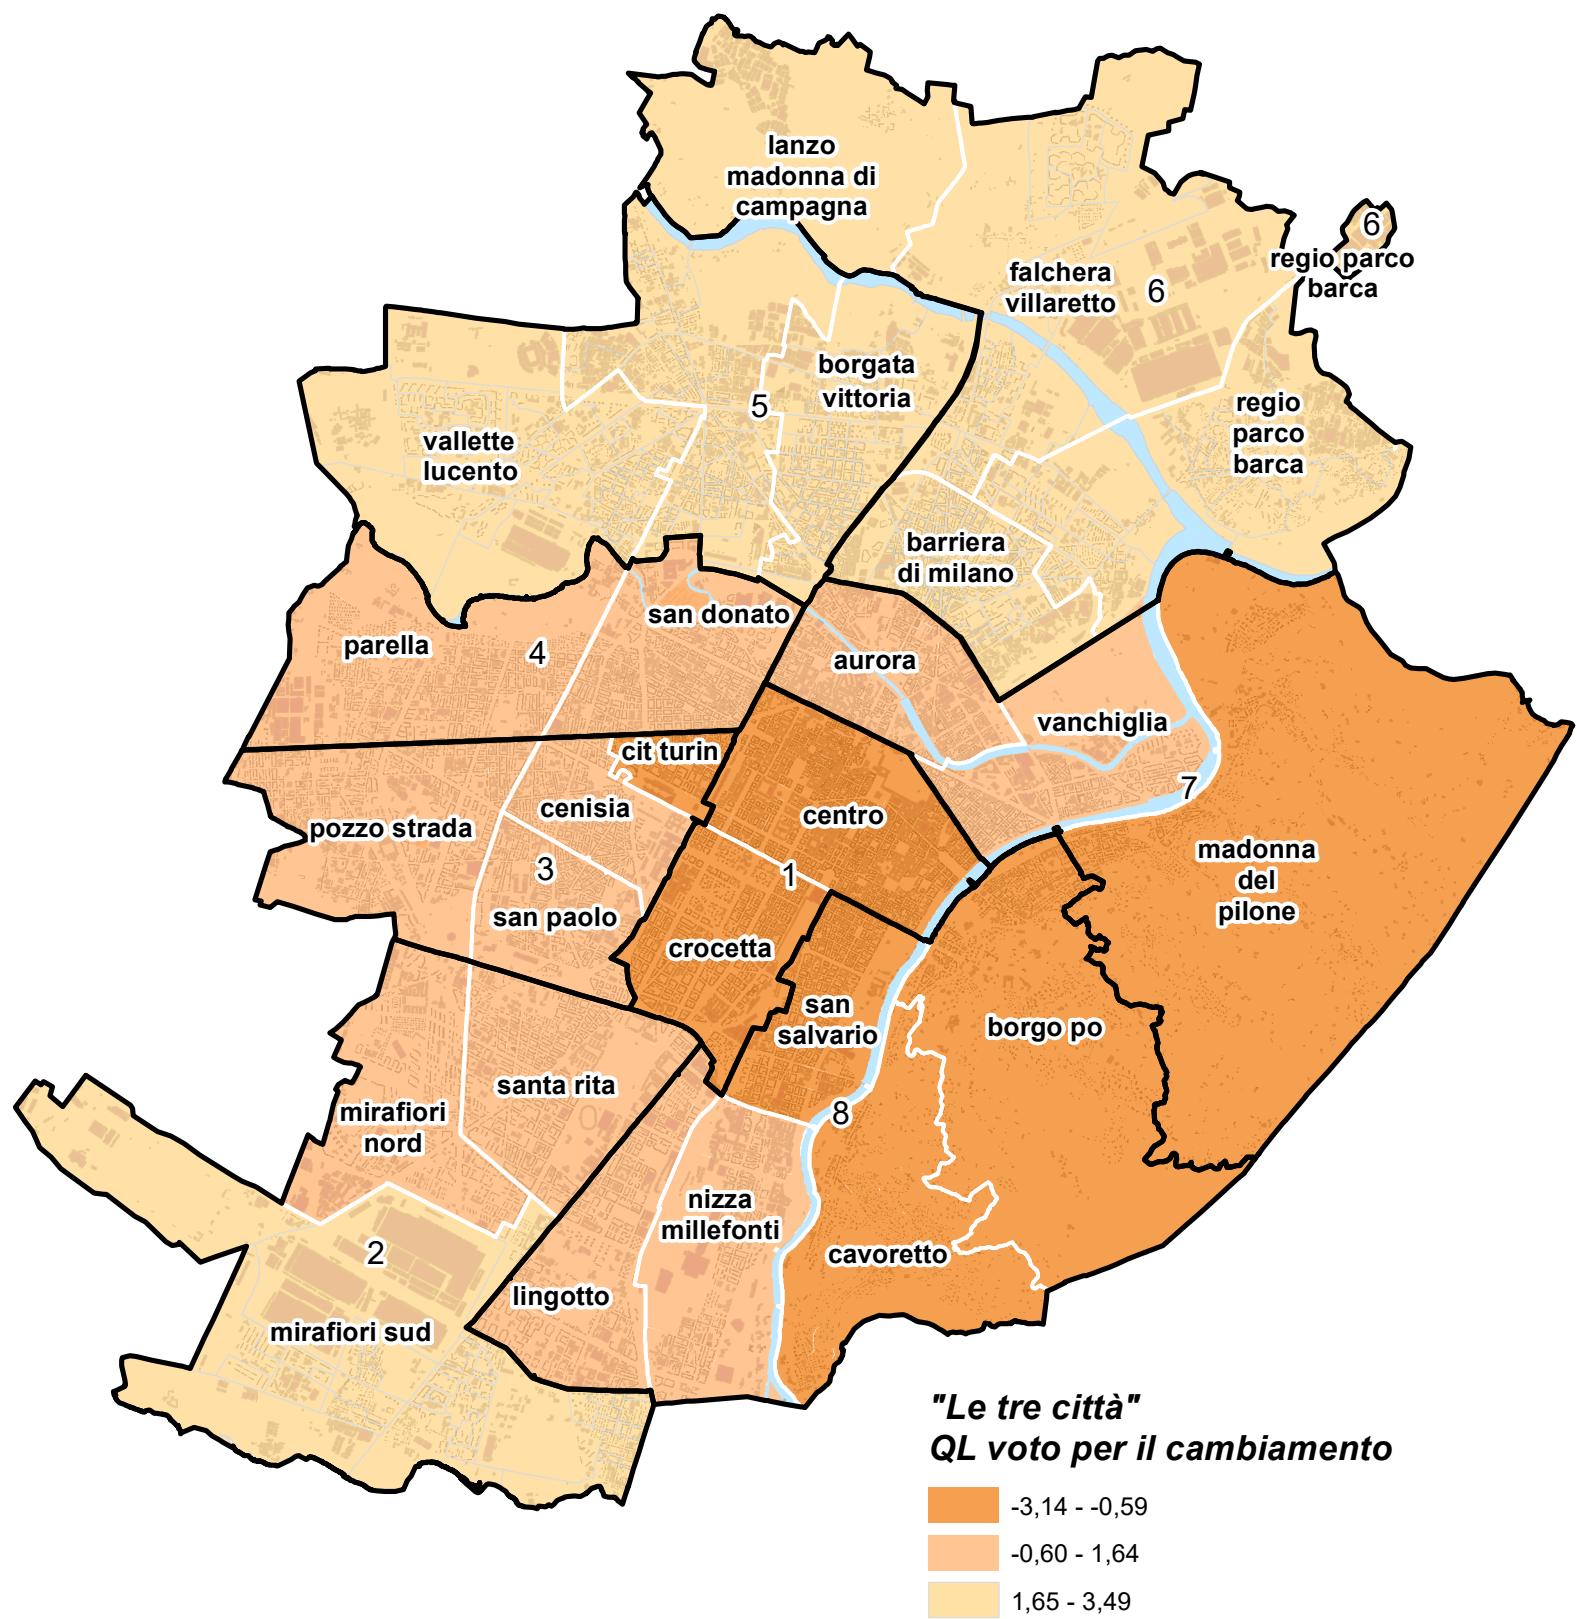 lanzo
madonna di
campagna
6
regio parco
barca
falchera
villaretto
6
borgata
vittoria
5
regio
parco
barca
vallette
lucento
barriera
di milano
san donato
parella
4
aurora
vanchiglia
cit turin
7
cenisia
centro
pozzo strada
madonna
del
pilone
3
1
san paolo
crocetta
san
salvario
borgo po
santa rita
mirafiori
nord
8
nizza
millefonti
2
cavoretto
lingotto
mirafiori sud
"Le tre città"
QL voto per il cambiamento
-3,14 - -0,59
-0,60 - 1,64
1,65 - 3,49